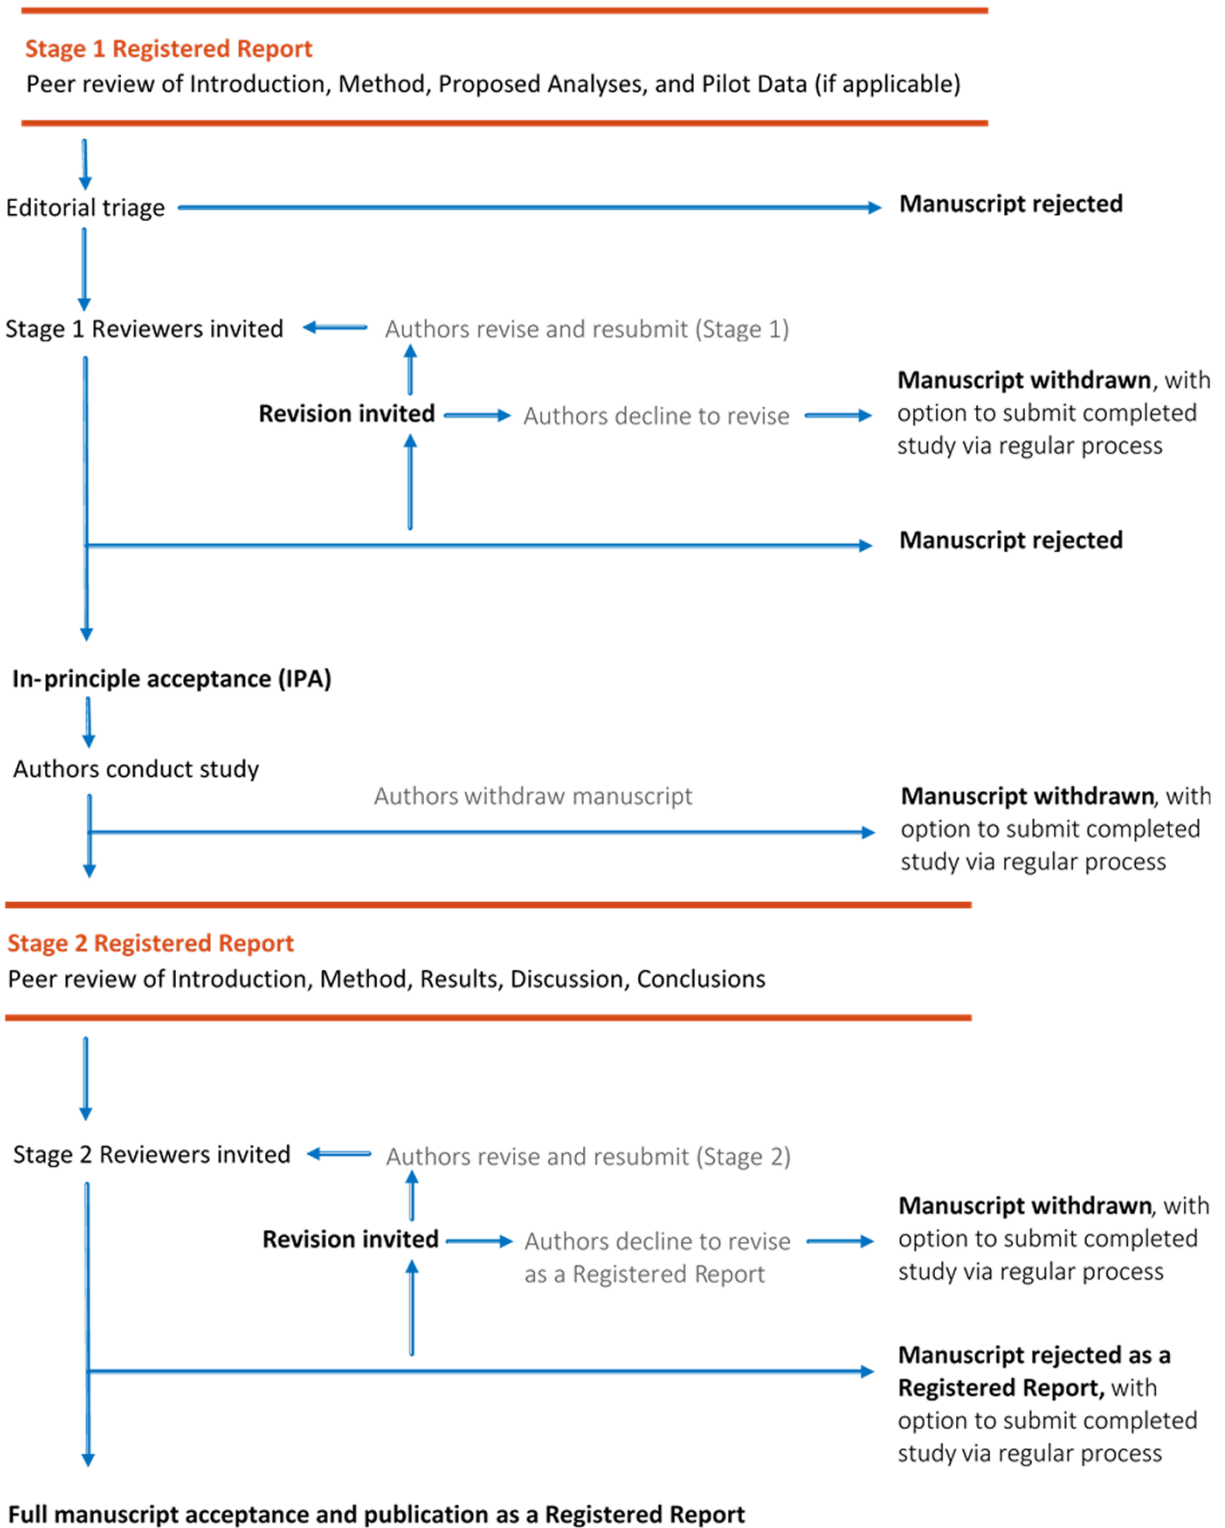 Stage 1 Registered Report
Peer review of Introduction, Method, Proposed Analyses, and Pilot Data (if applicable)
Editorial triage
Manuscript rejected
Stage 1 Reviewers invited
Authors revise and resubmit (Stage 1)
Revision invited
Authors decline to revise
Manuscript withdrawn, with
option to submit completed
study via regular process
Manuscript rejected
In-principle acceptance (IPA)
Authors conduct study
Authors withdraw manuscript
Manuscript withdrawn, with
option to submit completed
study via regular process
Stage 2 Registered Report
Peer review of Introduction, Method, Results, Discussion, Conclusions
Stage 2 Reviewers invited
Authors revise and resubmit (Stage 2)
Revision invited
Authors decline to revise
as a Registered Report
Manuscript withdrawn, with
option to submit completed
study via regular process
Manuscript rejected as a
Registered Report, with
option to submit completed
study via regular process
Full manuscript acceptance and publication as a Registered Report